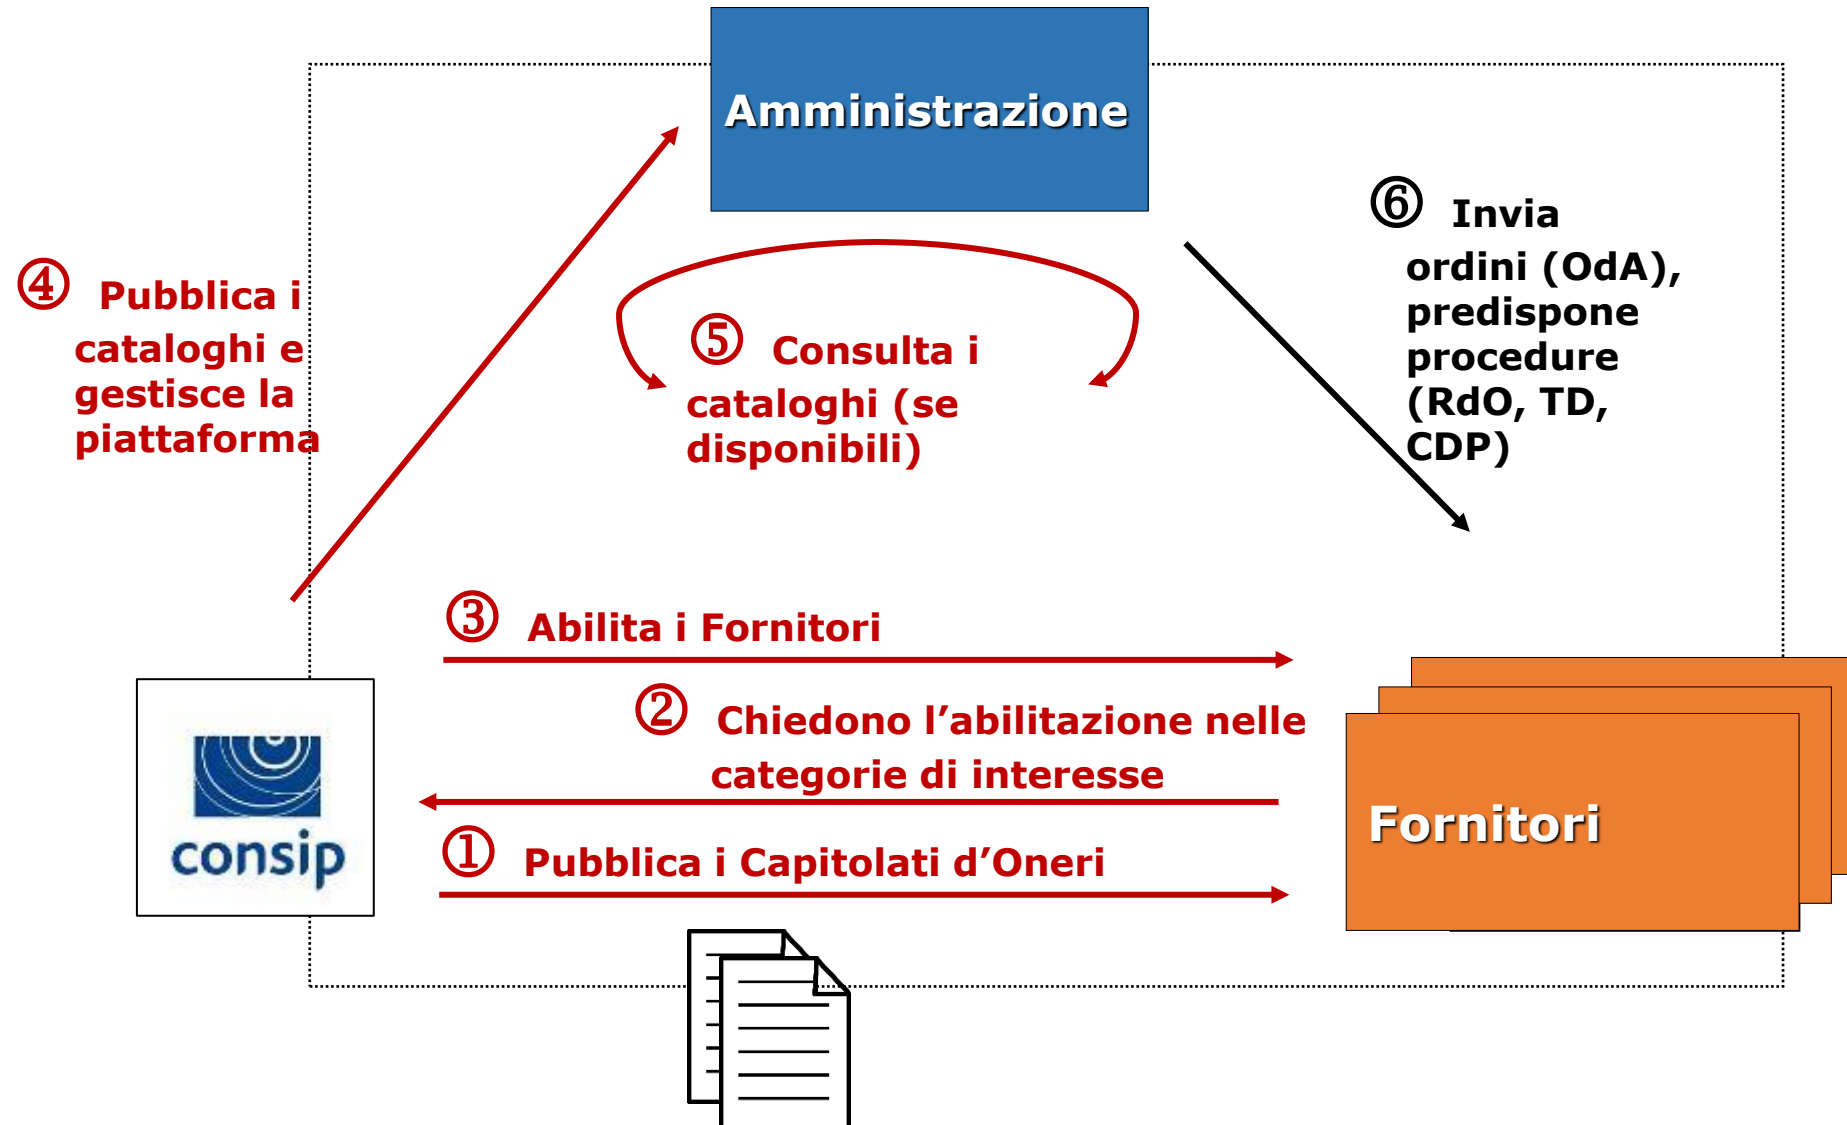 Amministrazione
⑥ Invia
ordini (OdA),
predispone
procedure
(RdO, TD,
CDP)
④ Pubblica i
cataloghi e
gestisce la
piattaforma
⑤ Consulta i
cataloghi (se
disponibili)
③ Abilita i Fornitori
② Chiedono l’abilitazione nelle
categorie di interesse
① Pubblica i Capitolati d’Oneri
consip
Fornitori